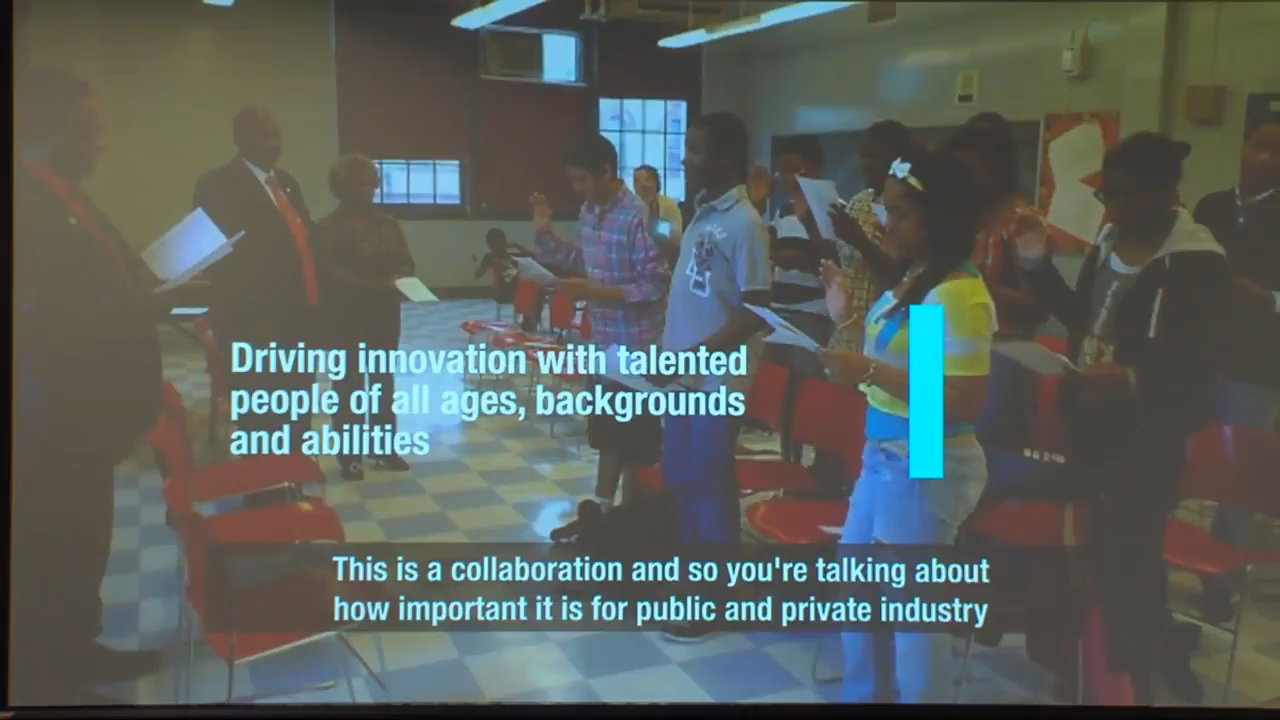 Driving innovation with talented
people of all ages, backgrounds
and abilities
This is a collaboration and so you're talking about
how important it is for public and private industry